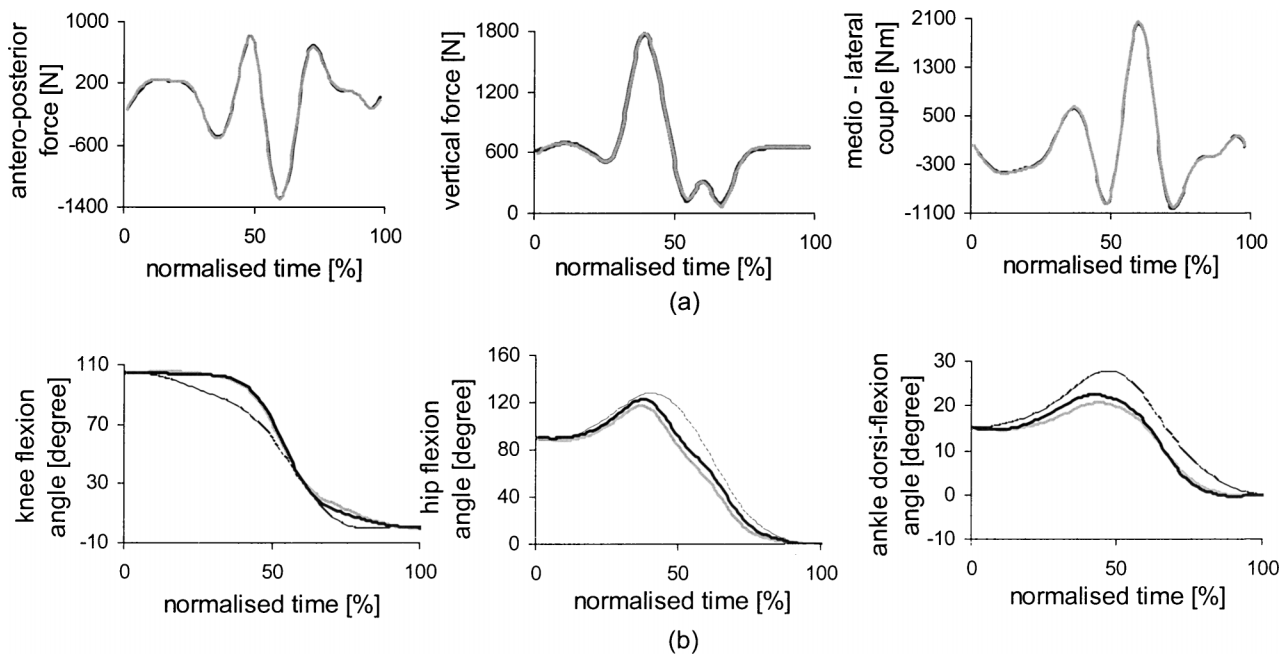 antero-posterior
force [N]
1000
200
-600
-1400
0
50
100
normalised time [%]
vertical force [N]
1800
1200
600
0
0
50
100
normalised time [%]
medio - lateral
couple [Nm]
2100
1300
500
-300
-1100
0
50
100
normalised time [%]
(a)
knee flexion
angle [degree]
110
70
30
-10
0
50
100
normalised time [%]
hip flexion
angle [degree]
160
120
80
40
0
0
50
100
normalised time [%]
ankle dorsi-flexion
angle [degree]
30
20
10
0
-10
0
50
100
normalised time [%]
(b)